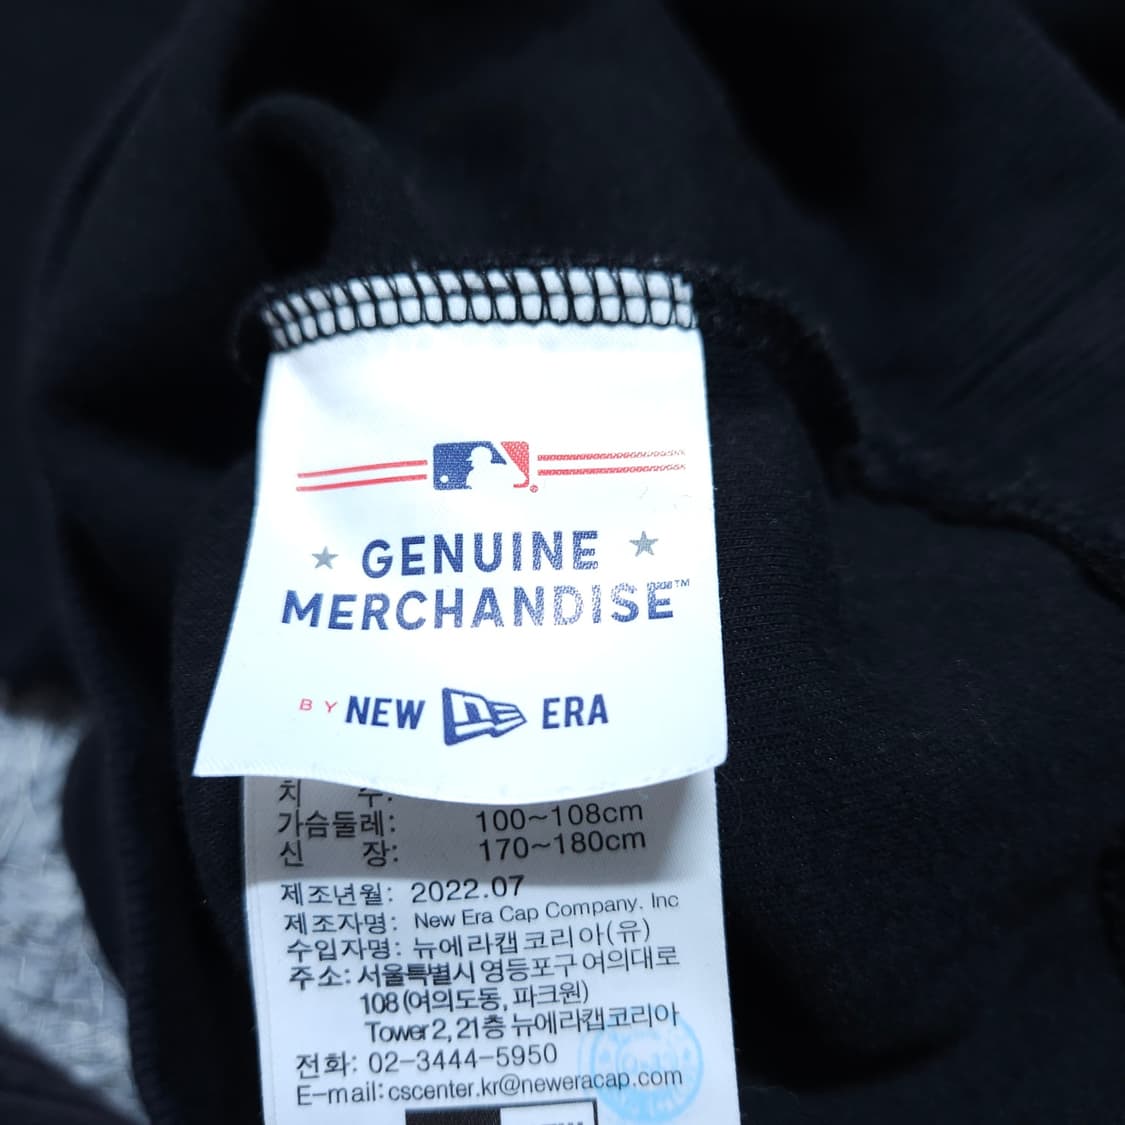 GENUINE
MERCHANDISE™
BY NEW ERA
치 수:
가슴둘레: 100~108cm
신 장: 170~180cm
제조년월: 2022.07
제조자명: New Era Cap Company. Inc
수입자명: 뉴에라캡코리아(유)
주소: 서울특별시 영등포구 여의대로
108 (여의도동, 파크원)
Tower 2, 21층 뉴에라캡코리아
전화: 02-3444-5950
E-mail: cscenter.kr@neweracap.com